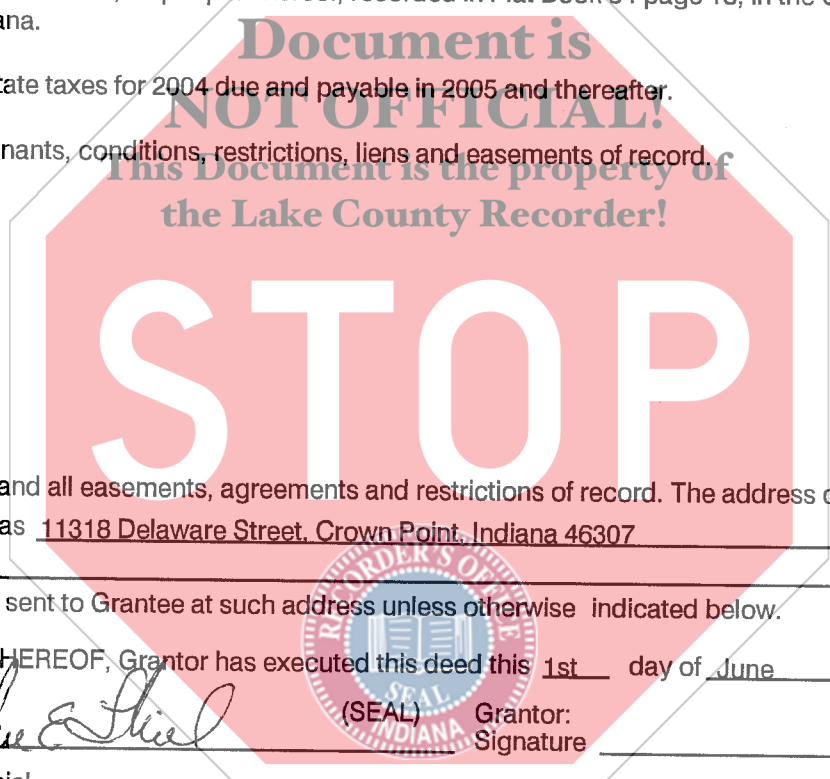 ana.
Document is
tate taxes for 2004 due and payable in 2005 and thereafter.
NOT OFFICIAL!
nants, conditions, restrictions, liens and easements of record.
This Document is the property of
the Lake County Recorder!
STOP
and all easements, agreements and restrictions of record. The address o
as 11318 Delaware Street, Crown Point, Indiana 46307
RECORDER'S OFFICE
sent to Grantee at such address unless otherwise indicated below.
HEREOF, Grantor has executed this deed this 1st day of June
SEAL
(SEAL) Grantor:
INDIANA
Signature